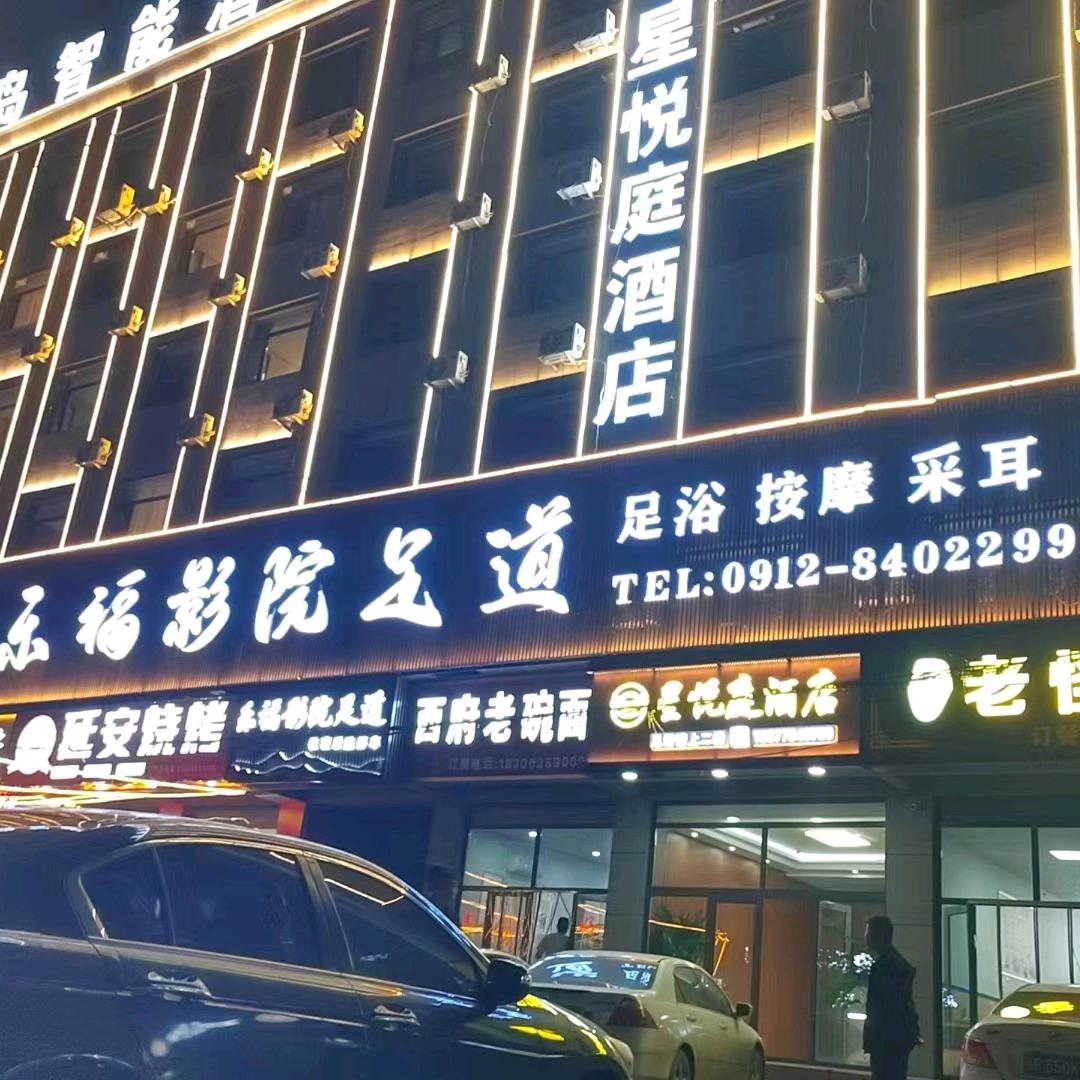 智能
星悦庭酒店
乐福影院足道
足浴 按摩 采耳
TEL:0912-8402299
延安烧烤
乐福影院足道
西府老碗面
星悦庭酒店
老